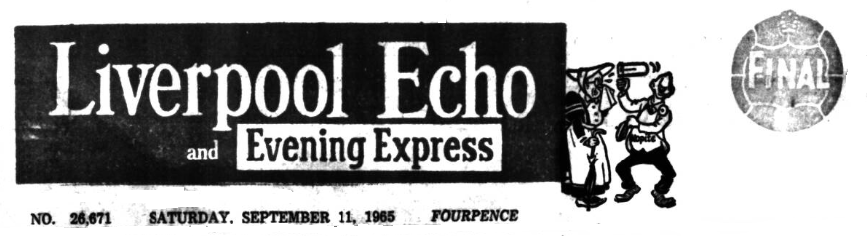 Liverpool Echo
and Evening Express
FINAL
NO. 26,671 SATURDAY, SEPTEMBER 11, 1965 FOURPENCE